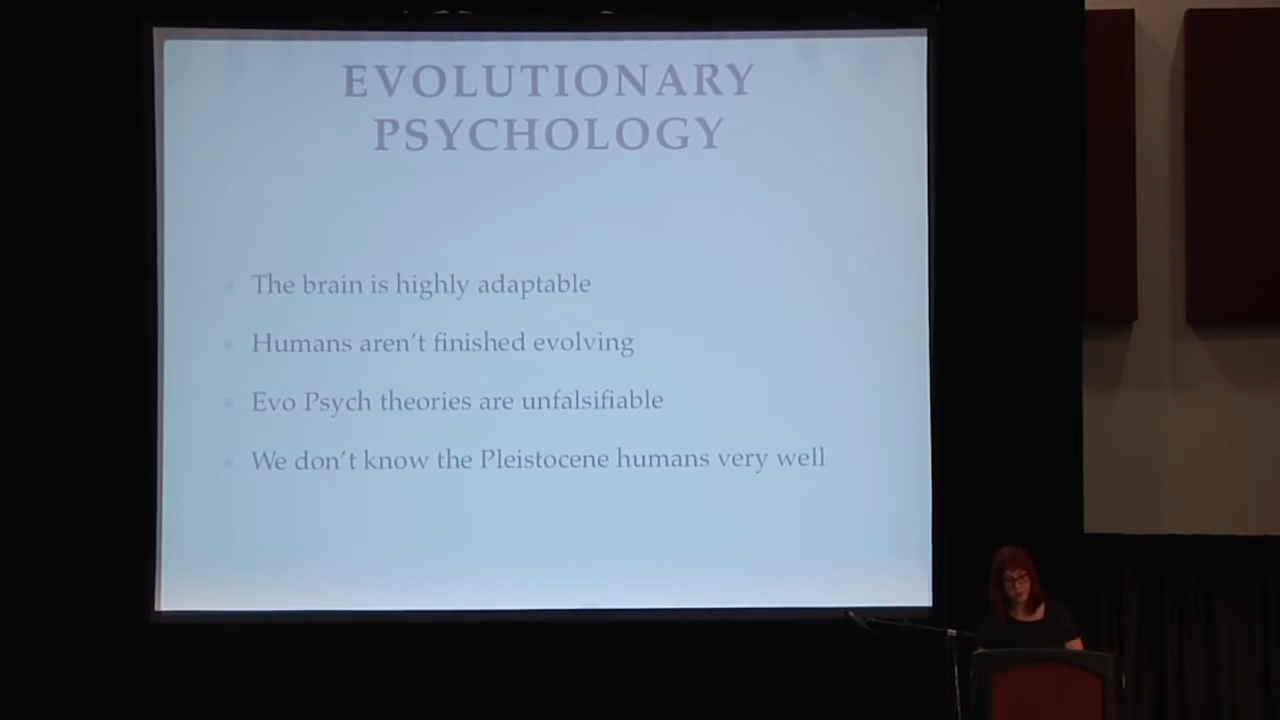 EVOLUTIONARY
PSYCHOLOGY
The brain is highly adaptable
Humans aren't finished evolving
Evo Psych theories are unfalsifiable
We don't know the Pleistocene humans very well